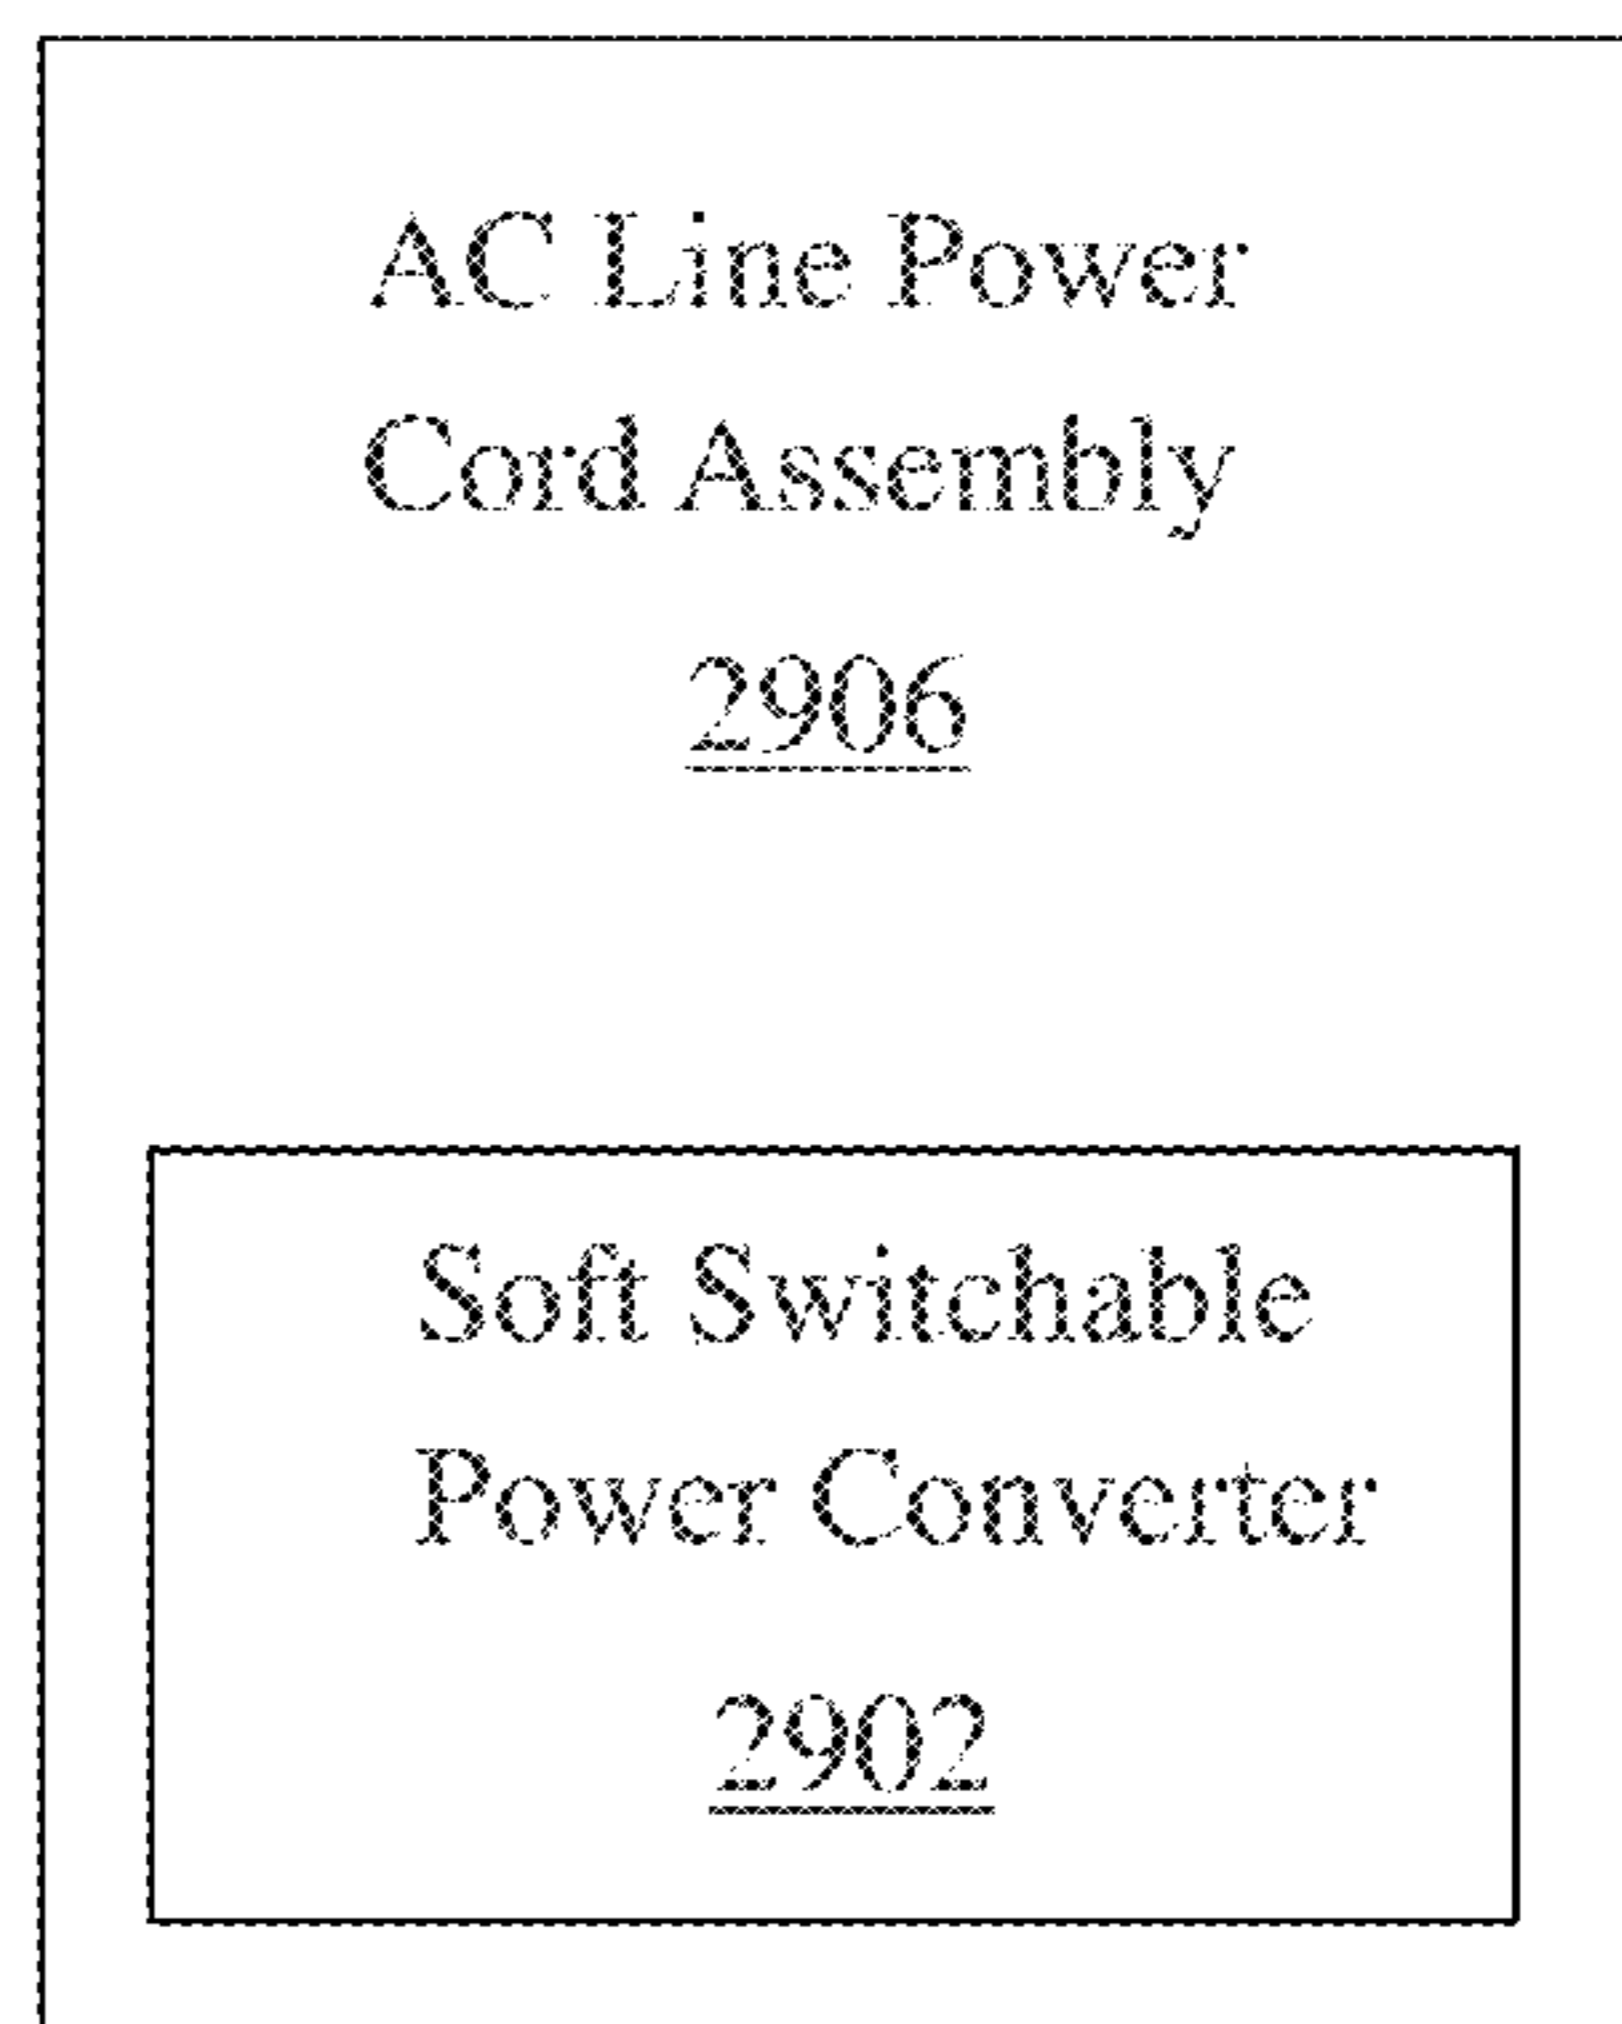 AC Line Power
Cord Assembly
2906
Soft Switchable
Power Converter
2902